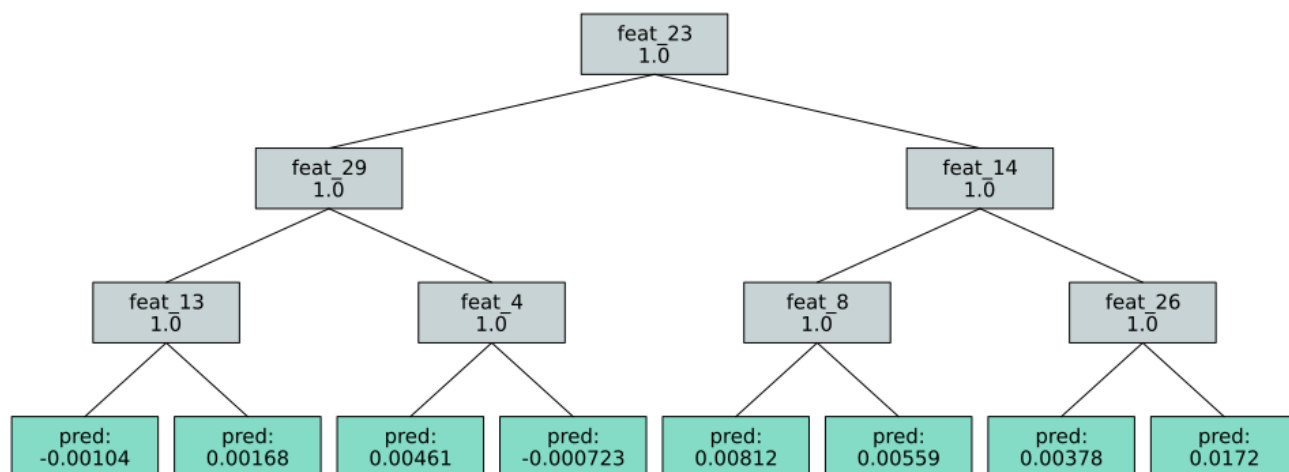 feat_23
1.0
feat_29
1.0
feat_14
1.0
feat_13
1.0
feat_4
1.0
feat_8
1.0
feat_26
1.0
pred:
-0.00104
pred:
0.00168
pred:
0.00461
pred:
-0.000723
pred:
0.00812
pred:
0.00559
pred:
0.00378
pred:
0.0172